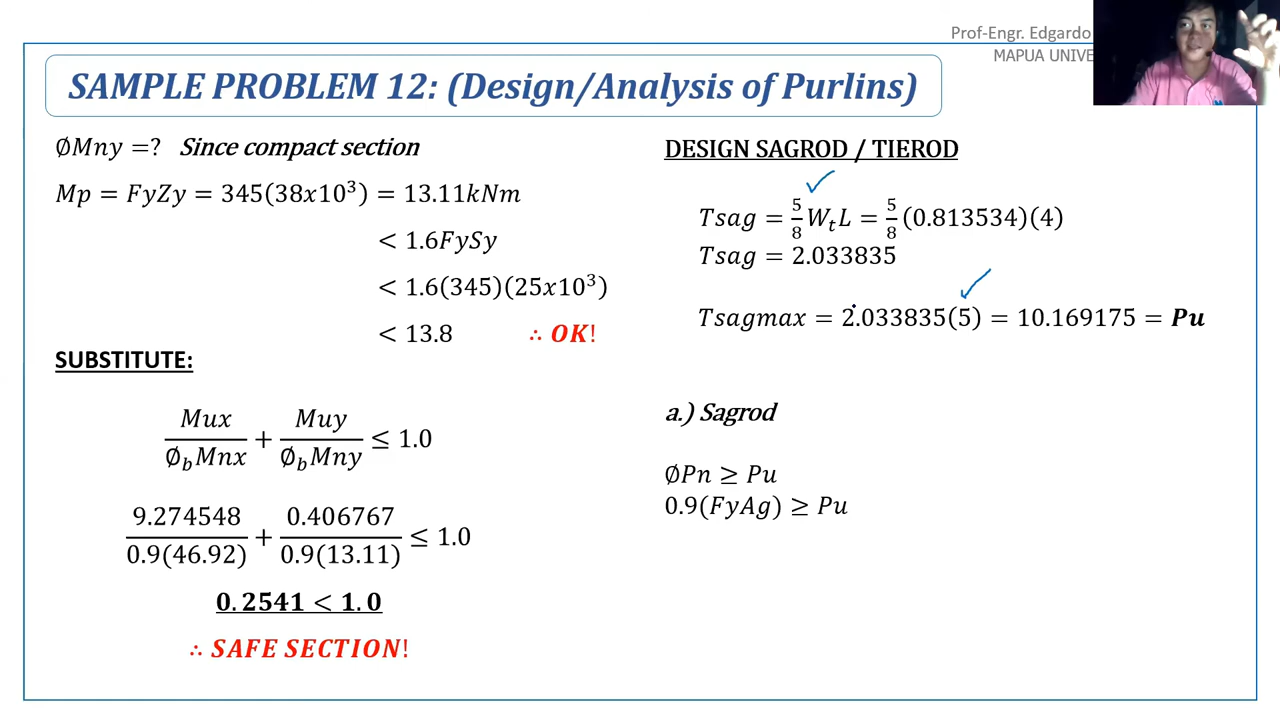 Prof-Engr. Edgardo
MAPUA UNIVE
SAMPLE PROBLEM 12: (Design/Analysis of Purlins)
∅Mny =? Since compact section
Mp = FyZy = 345(38x10³) = 13.11kNm
< 1.6FySy
< 1.6(345)(25x10³)
< 13.8 ∴ OK!
SUBSTITUTE:
Mux/∅bMnx + Muy/∅bMny ≤ 1.0
9.274548/0.9(46.92) + 0.406767/0.9(13.11) ≤ 1.0
0.2541 < 1.0
∴ SAFE SECTION!
DESIGN SAGROD / TIEROD
Tsag = 5/8 WtL = 5/8 (0.813534)(4)
Tsag = 2.033835
Tsagmax = 2.033835(5) = 10.169175 = Pu
a.) Sagrod
∅Pn ≥ Pu
0.9(FyAg) ≥ Pu